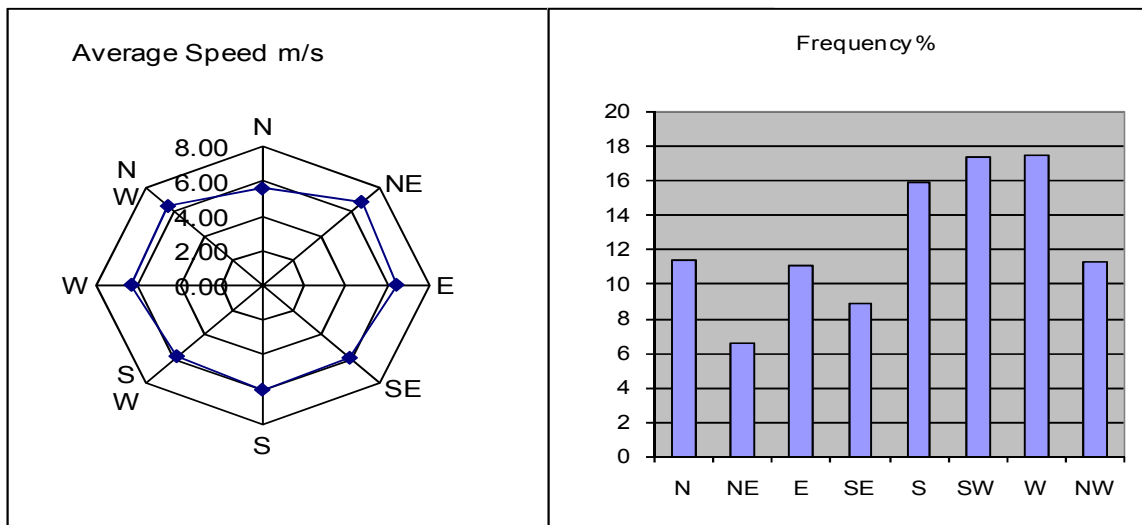 Average Speed m/s
N
8.00
N
W
NE
6.00
4.00
2.00
W
0.00
E
S
W
SE
S
Frequency%
20
18
16
14
12
10
8
6
4
2
0
N NE E SE S SW W NW